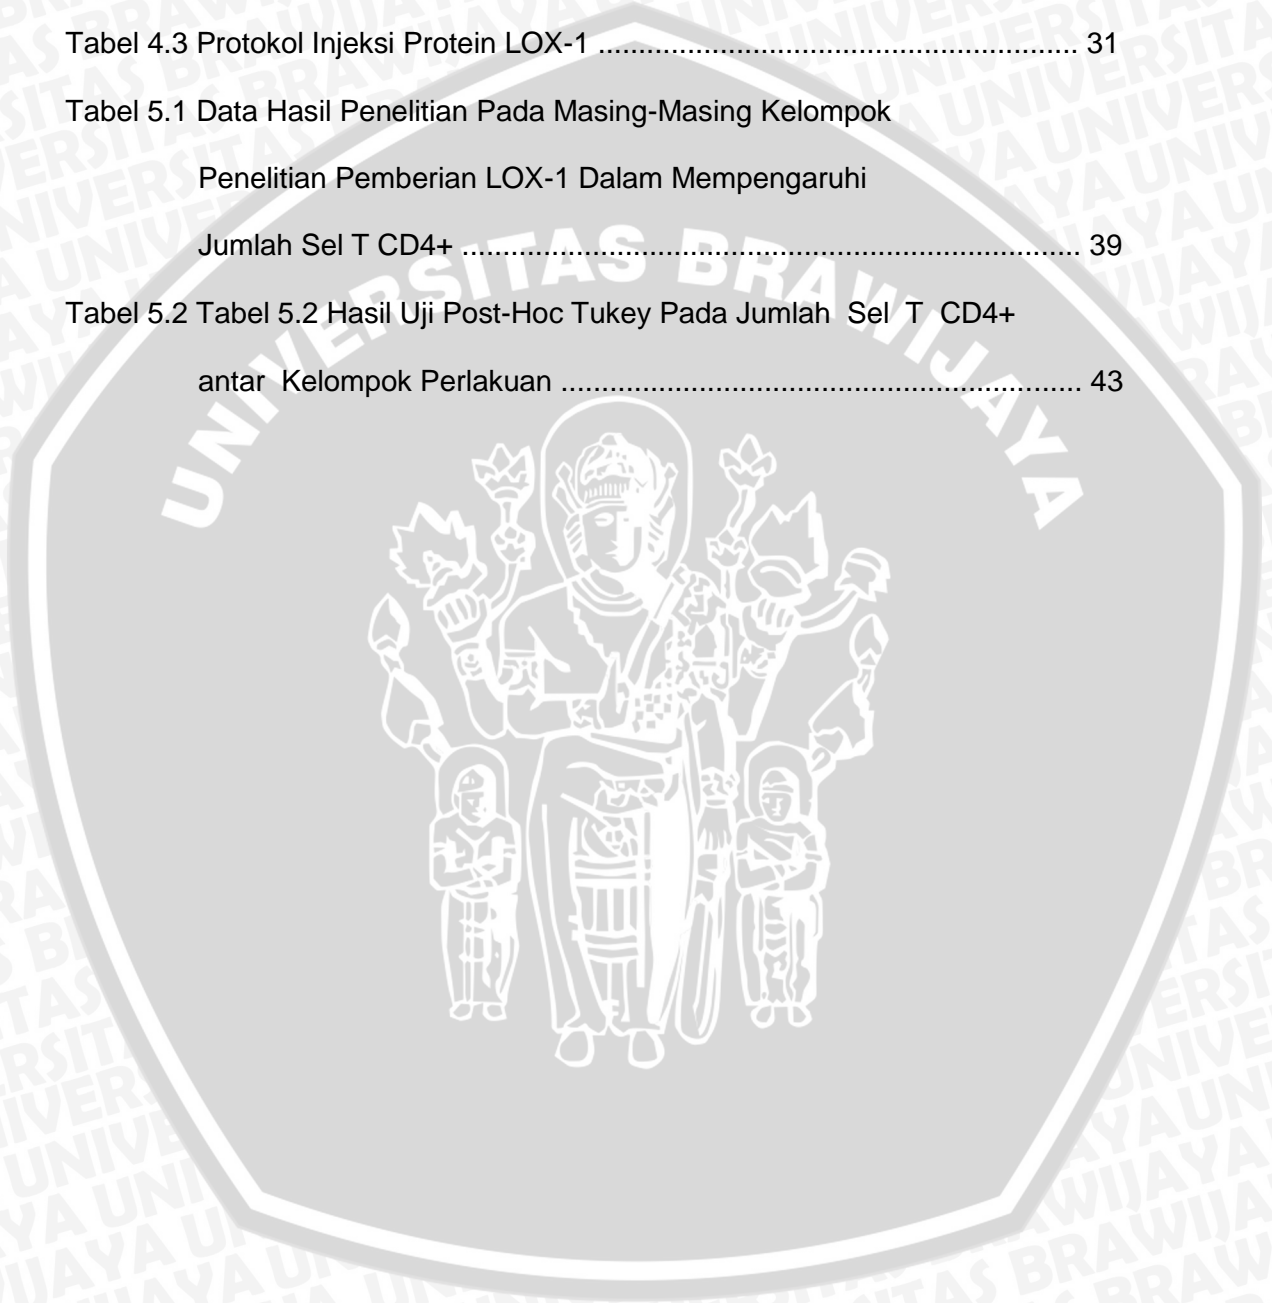 Tabel 4.3 Protokol Injeksi Protein LOX-1 ........................................................ 31
Tabel 5.1 Data Hasil Penelitian Pada Masing-Masing Kelompok
Penelitian Pemberian LOX-1 Dalam Mempengaruhi
Jumlah Sel T CD4+ ........................................................................ 39
Tabel 5.2 Tabel 5.2 Hasil Uji Post-Hoc Tukey Pada Jumlah  Sel  T  CD4+
antar  Kelompok Perlakuan ............................................................. 43
UNIVERSITAS BRAWIJAYA